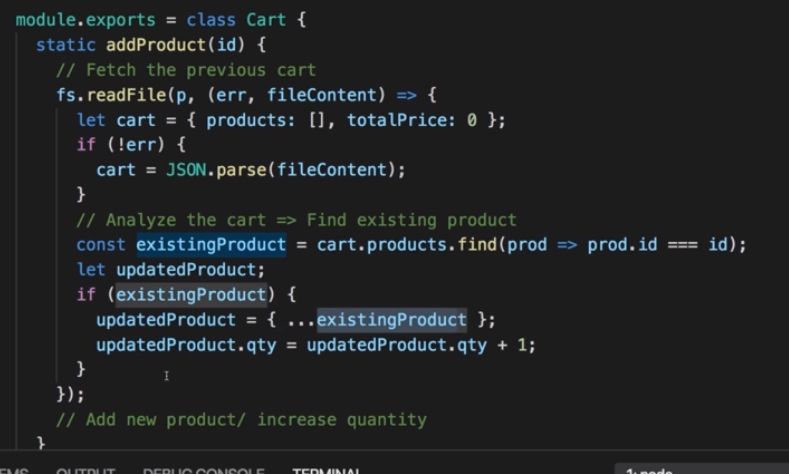 module.exports = class Cart {
static addProduct(id) {
// Fetch the previous cart
fs.readFile(p, (err, fileContent) => {
let cart = { products: [], totalPrice: 0 };
if (!err) {
cart = JSON.parse(fileContent);
}
// Analyze the cart => Find existing product
const existingProduct = cart.products.find(prod => prod.id === id);
let updatedProduct;
if (existingProduct) {
updatedProduct = { ...existingProduct };
updatedProduct.qty = updatedProduct.qty + 1;
}
});
// Add new product/ increase quantity
}
OUTPUT DEBUG CONSOLE TERMINAL 1: node